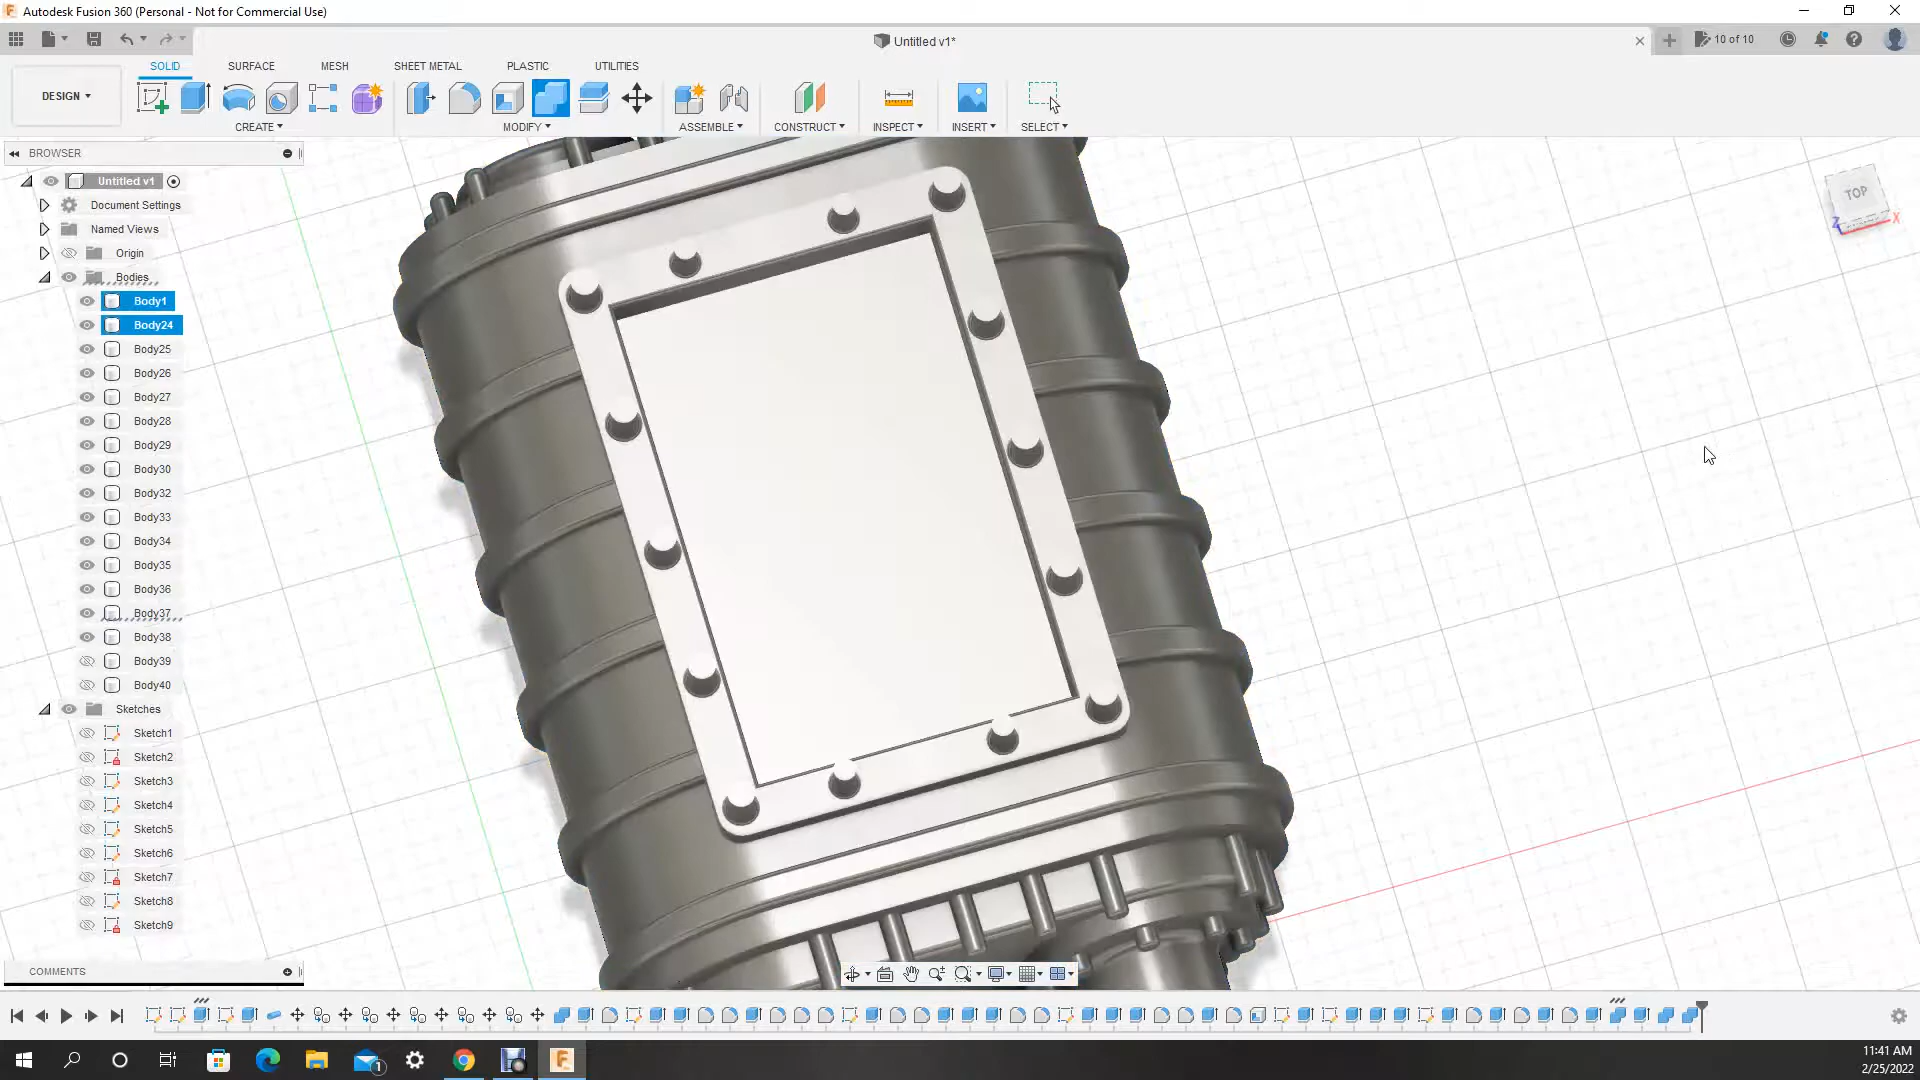 Autodesk Fusion 360 (Personal - Not for Commercial Use)
Untitled v1*
10 of 10
SOLID
SURFACE
MESH
SHEET METAL
PLASTIC
UTILITIES
DESIGN
CREATE
MODIFY
ASSEMBLE
CONSTRUCT
INSPECT
INSERT
SELECT
BROWSER
Untitled v1
Document Settings
Named Views
Origin
Bodies
Body1
Body24
Body25
Body26
Body27
Body28
Body29
Body30
Body32
Body33
Body34
Body35
Body36
Body37
Body38
Body39
Body40
Sketches
Sketch1
Sketch2
Sketch3
Sketch4
Sketch5
Sketch6
Sketch7
Sketch8
Sketch9
TOP
Z
X
COMMENTS
1
11:41 AM
2/25/2022